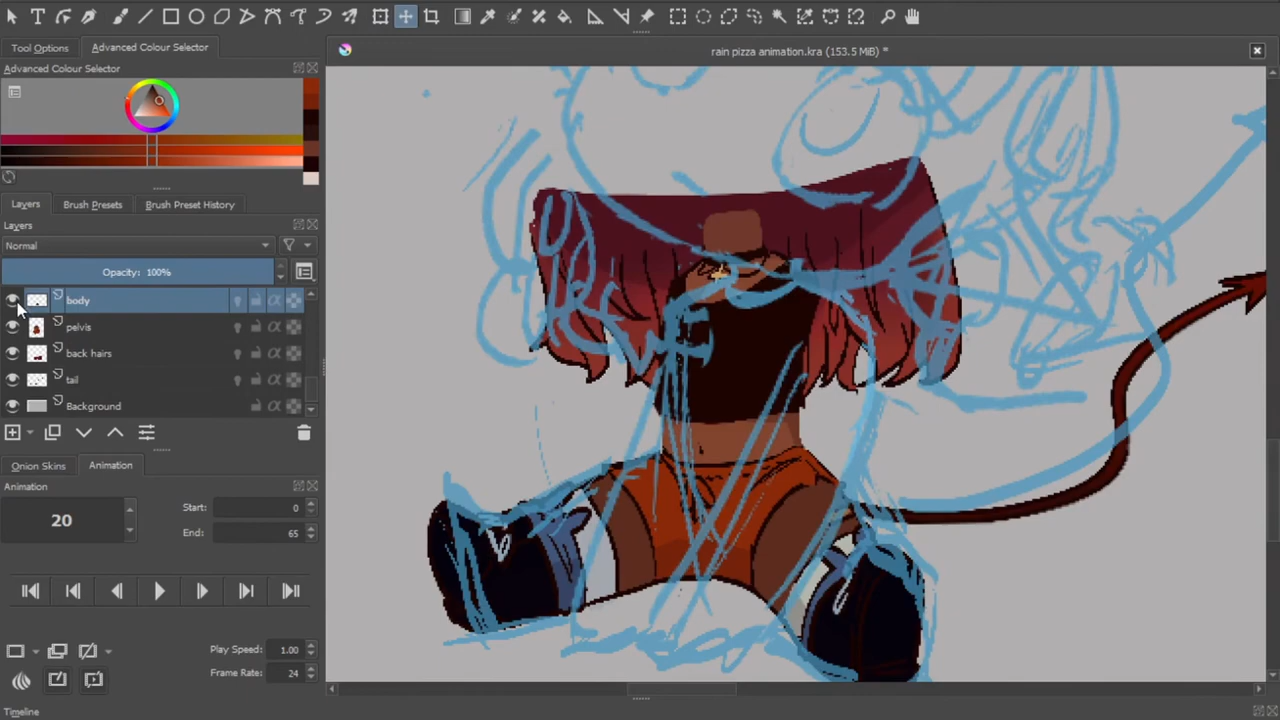 rain pizza animation.kra (153.5 MiB) *
Tool Options
Advanced Colour Selector
Advanced Colour Selector
Layers
Brush Presets
Brush Preset History
Layers
Normal
Opacity: 100%
body
pelvis
back hairs
tail
Background
Onion Skins
Animation
Animation
20
Start:
0
End:
65
Play Speed:
1.00
Frame Rate:
24
Timeline